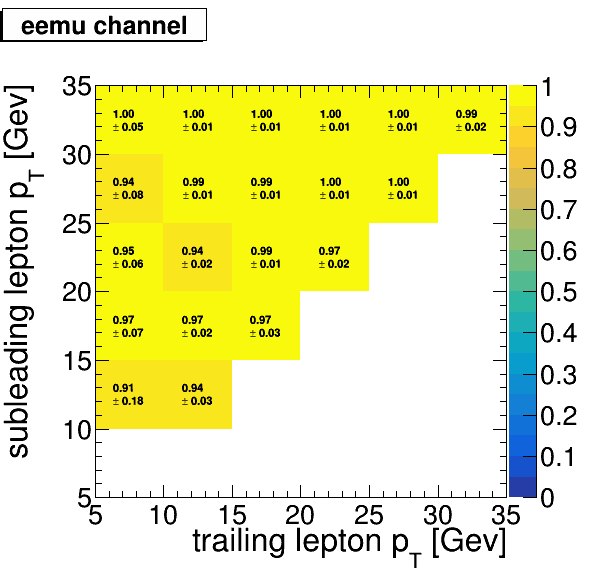 eemu channel
subleading lepton p_T [Gev]
35
30
25
20
15
10
5
1.00 1.00 1.00 1.00 1.00 0.99
± 0.05 ± 0.01 ± 0.01 ± 0.01 ± 0.01 ± 0.02
0.94 0.99 0.99 1.00 1.00
± 0.08 ± 0.01 ± 0.01 ± 0.01 ± 0.01
0.95 0.94 0.99 0.97
± 0.06 ± 0.02 ± 0.01 ± 0.02
0.97 0.97 0.97
± 0.07 ± 0.02 ± 0.03
0.91 0.94
± 0.18 ± 0.03
5 10 15 20 25 30 35
trailing lepton p_T [Gev]
1
0.9
0.8
0.7
0.6
0.5
0.4
0.3
0.2
0.1
0